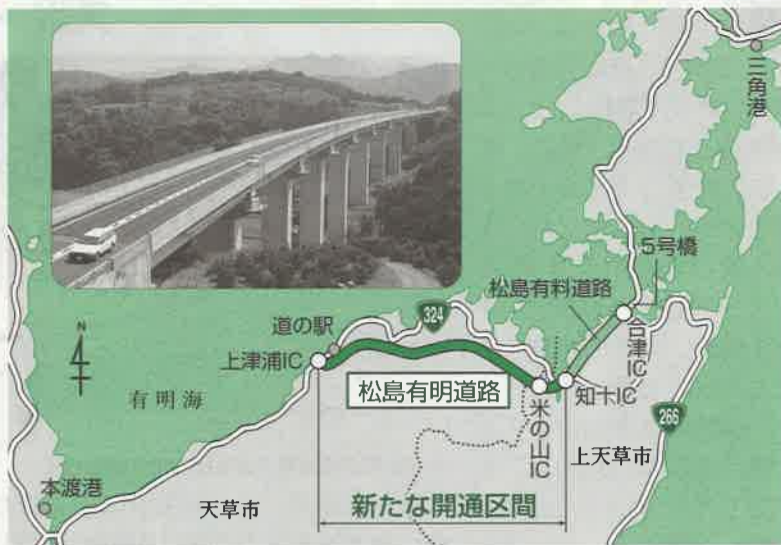 三角港
5号橋
松島有料道路
合津IC
324
道の駅
上津浦IC
N
有明海
松島有明道路
米の山IC
知十IC
266
上天草市
本渡港
天草市
新たな開通区間